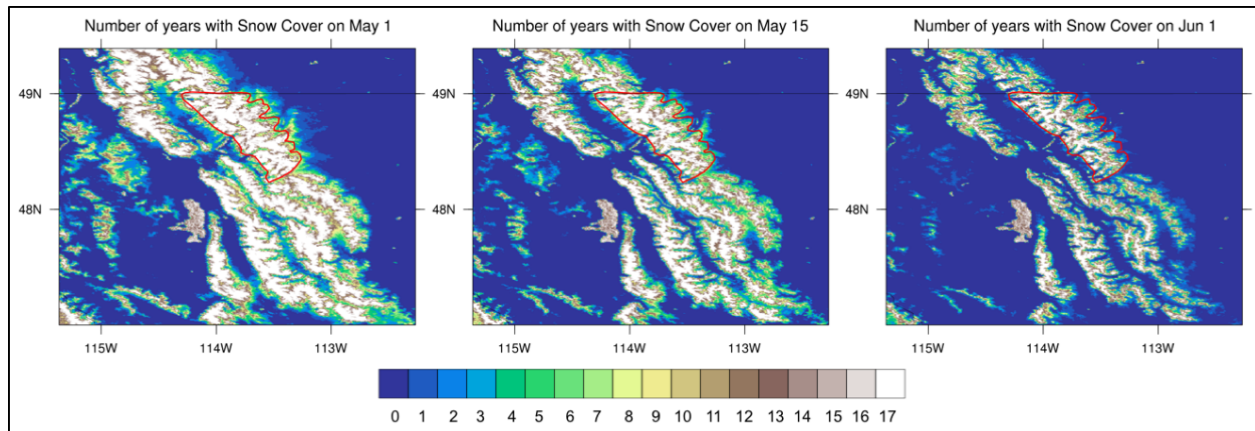 Number of years with Snow Cover on May 1
Number of years with Snow Cover on May 15
Number of years with Snow Cover on Jun 1
49N
48N
115W 114W 113W
49N
48N
115W 114W 113W
49N
48N
115W 114W 113W
0 1 2 3 4 5 6 7 8 9 10 11 12 13 14 15 16 17